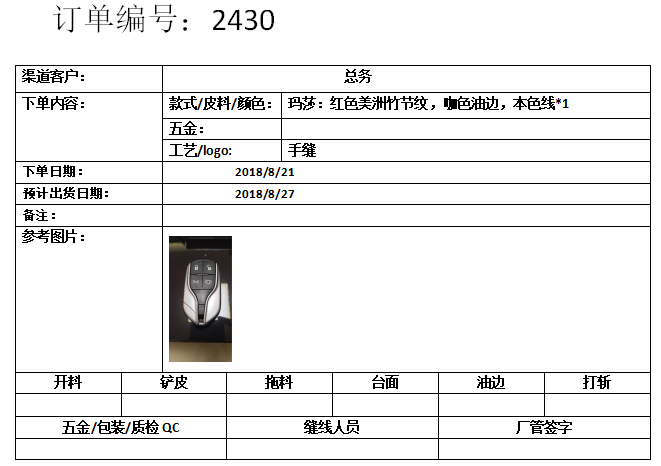 订单编号：2430
渠道客户： 总务
下单内容： 款式/皮料/颜色： 玛莎：红色美洲竹节纹，咖色油边，本色线*1
五金：
工艺/logo: 手缝
下单日期： 2018/8/21
预计出货日期： 2018/8/27
备注：
参考图片：
开料 铲皮 拖料 台面 油边 打斩
五金/包装/质检 QC 缝线人员 厂管签字